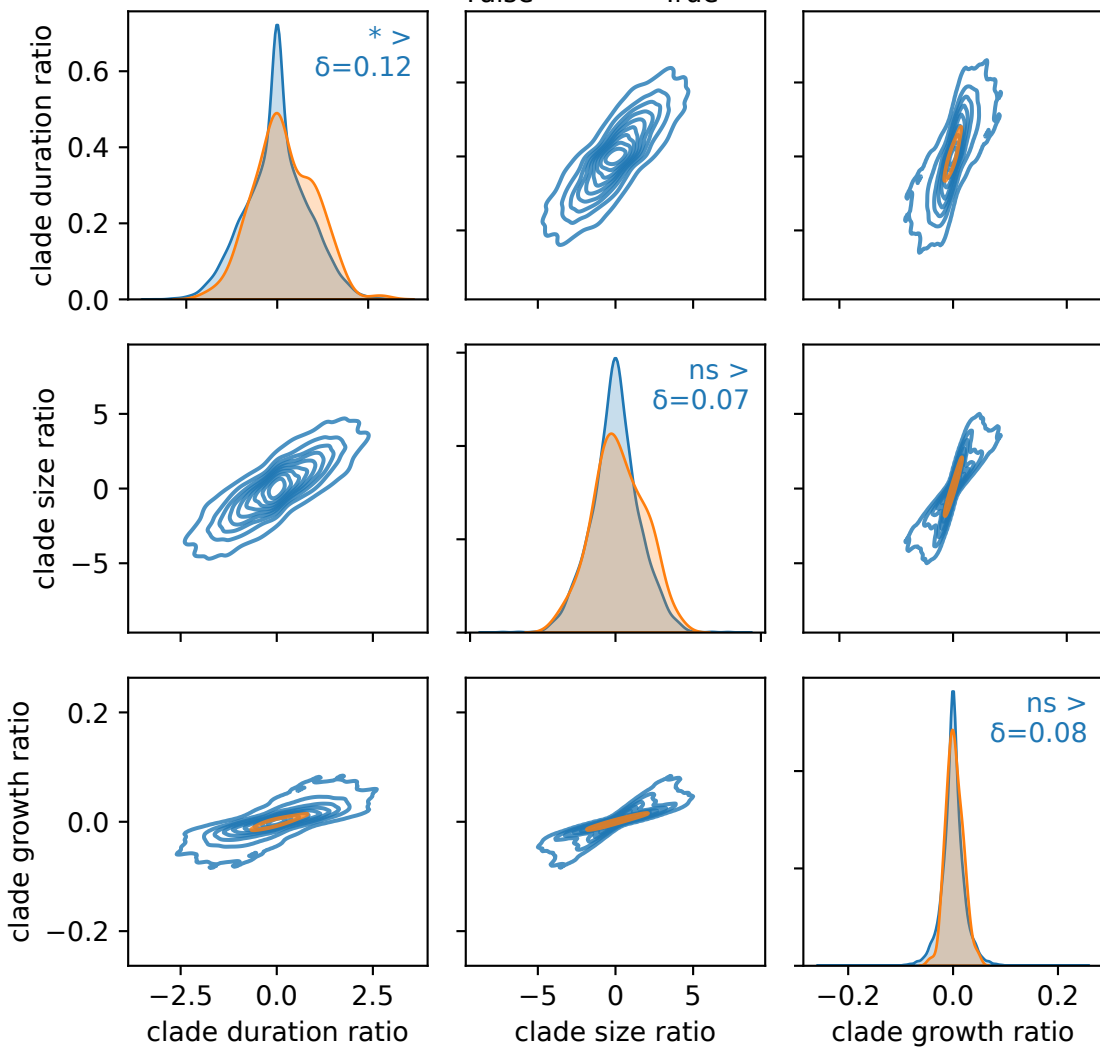 clade duration ratio
0.6
0.4
0.2
0.0
* >
δ=0.12
clade size ratio
5
0
−5
ns >
δ=0.07
clade growth ratio
0.2
0.0
−0.2
ns >
δ=0.08
−2.5 0.0 2.5
−5 0 5
−0.2 0.0 0.2
clade duration ratio
clade size ratio
clade growth ratio